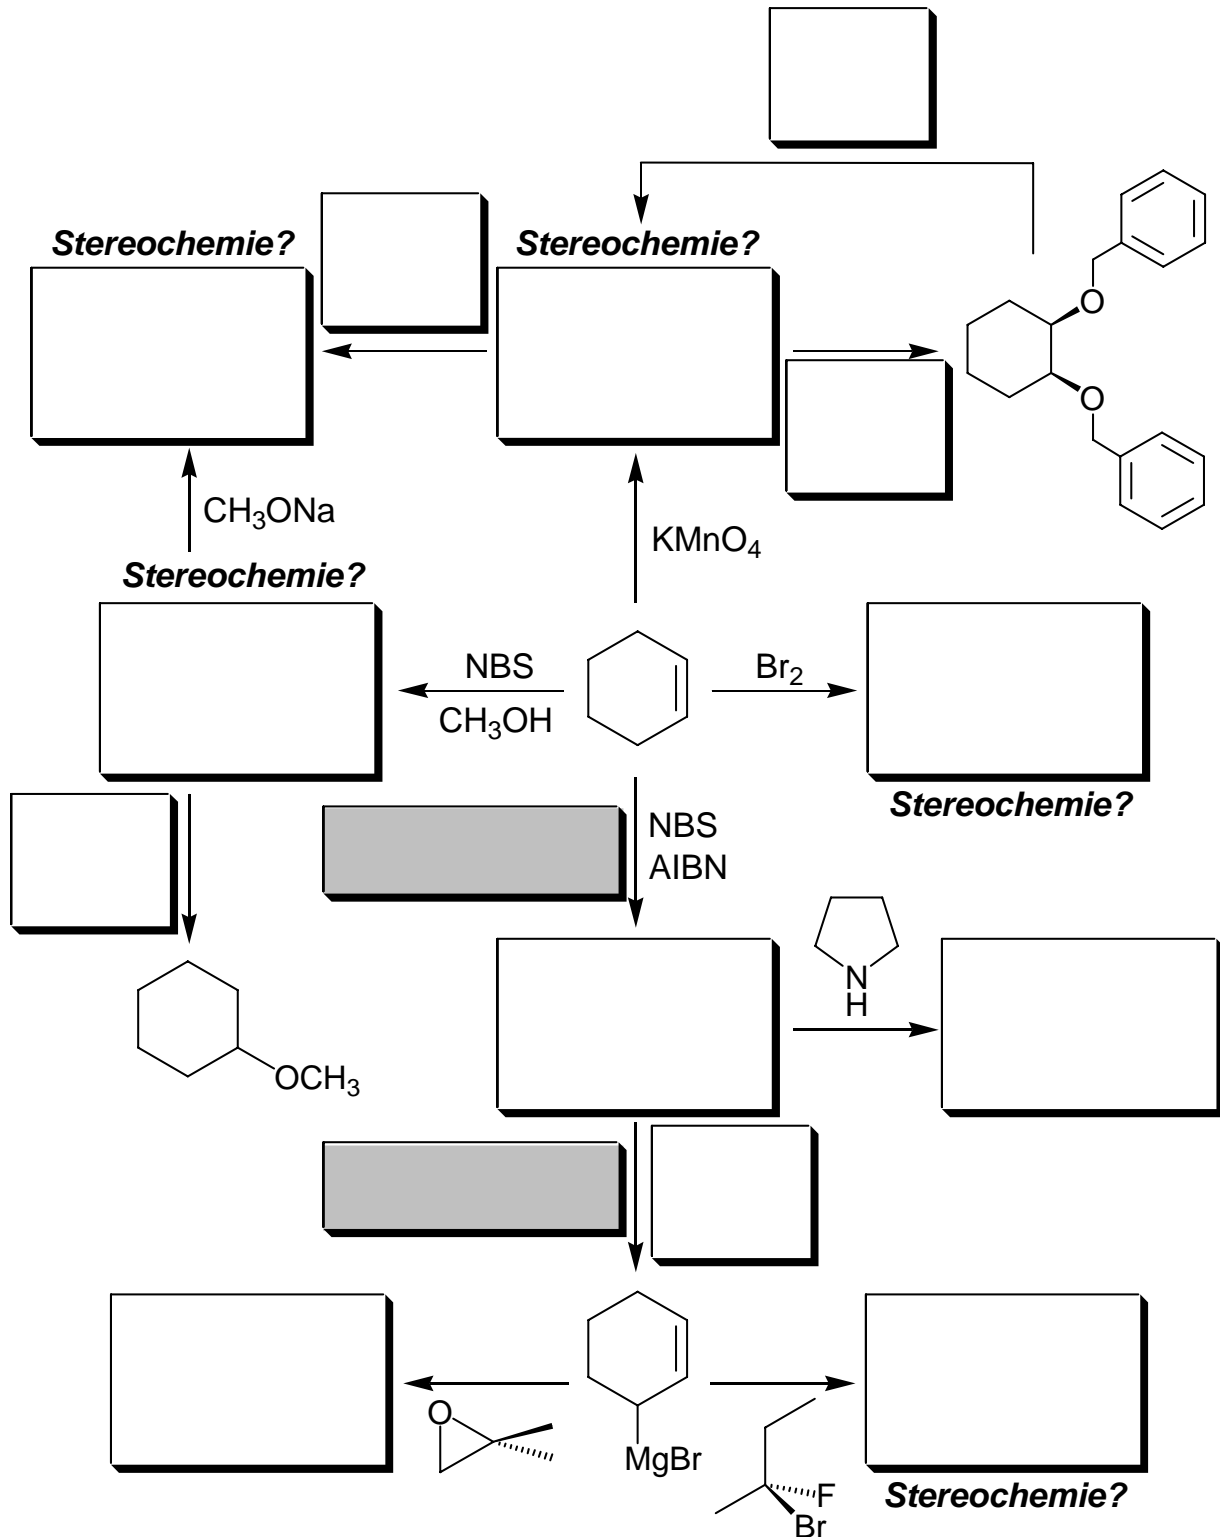 Stereochemie?
Stereochemie?
O
O
CH3ONa
KMnO4
Stereochemie?
NBS
CH3OH
Br2
Stereochemie?
NBS
AIBN
N
H
OCH3
O
MgBr
F
Br
Stereochemie?